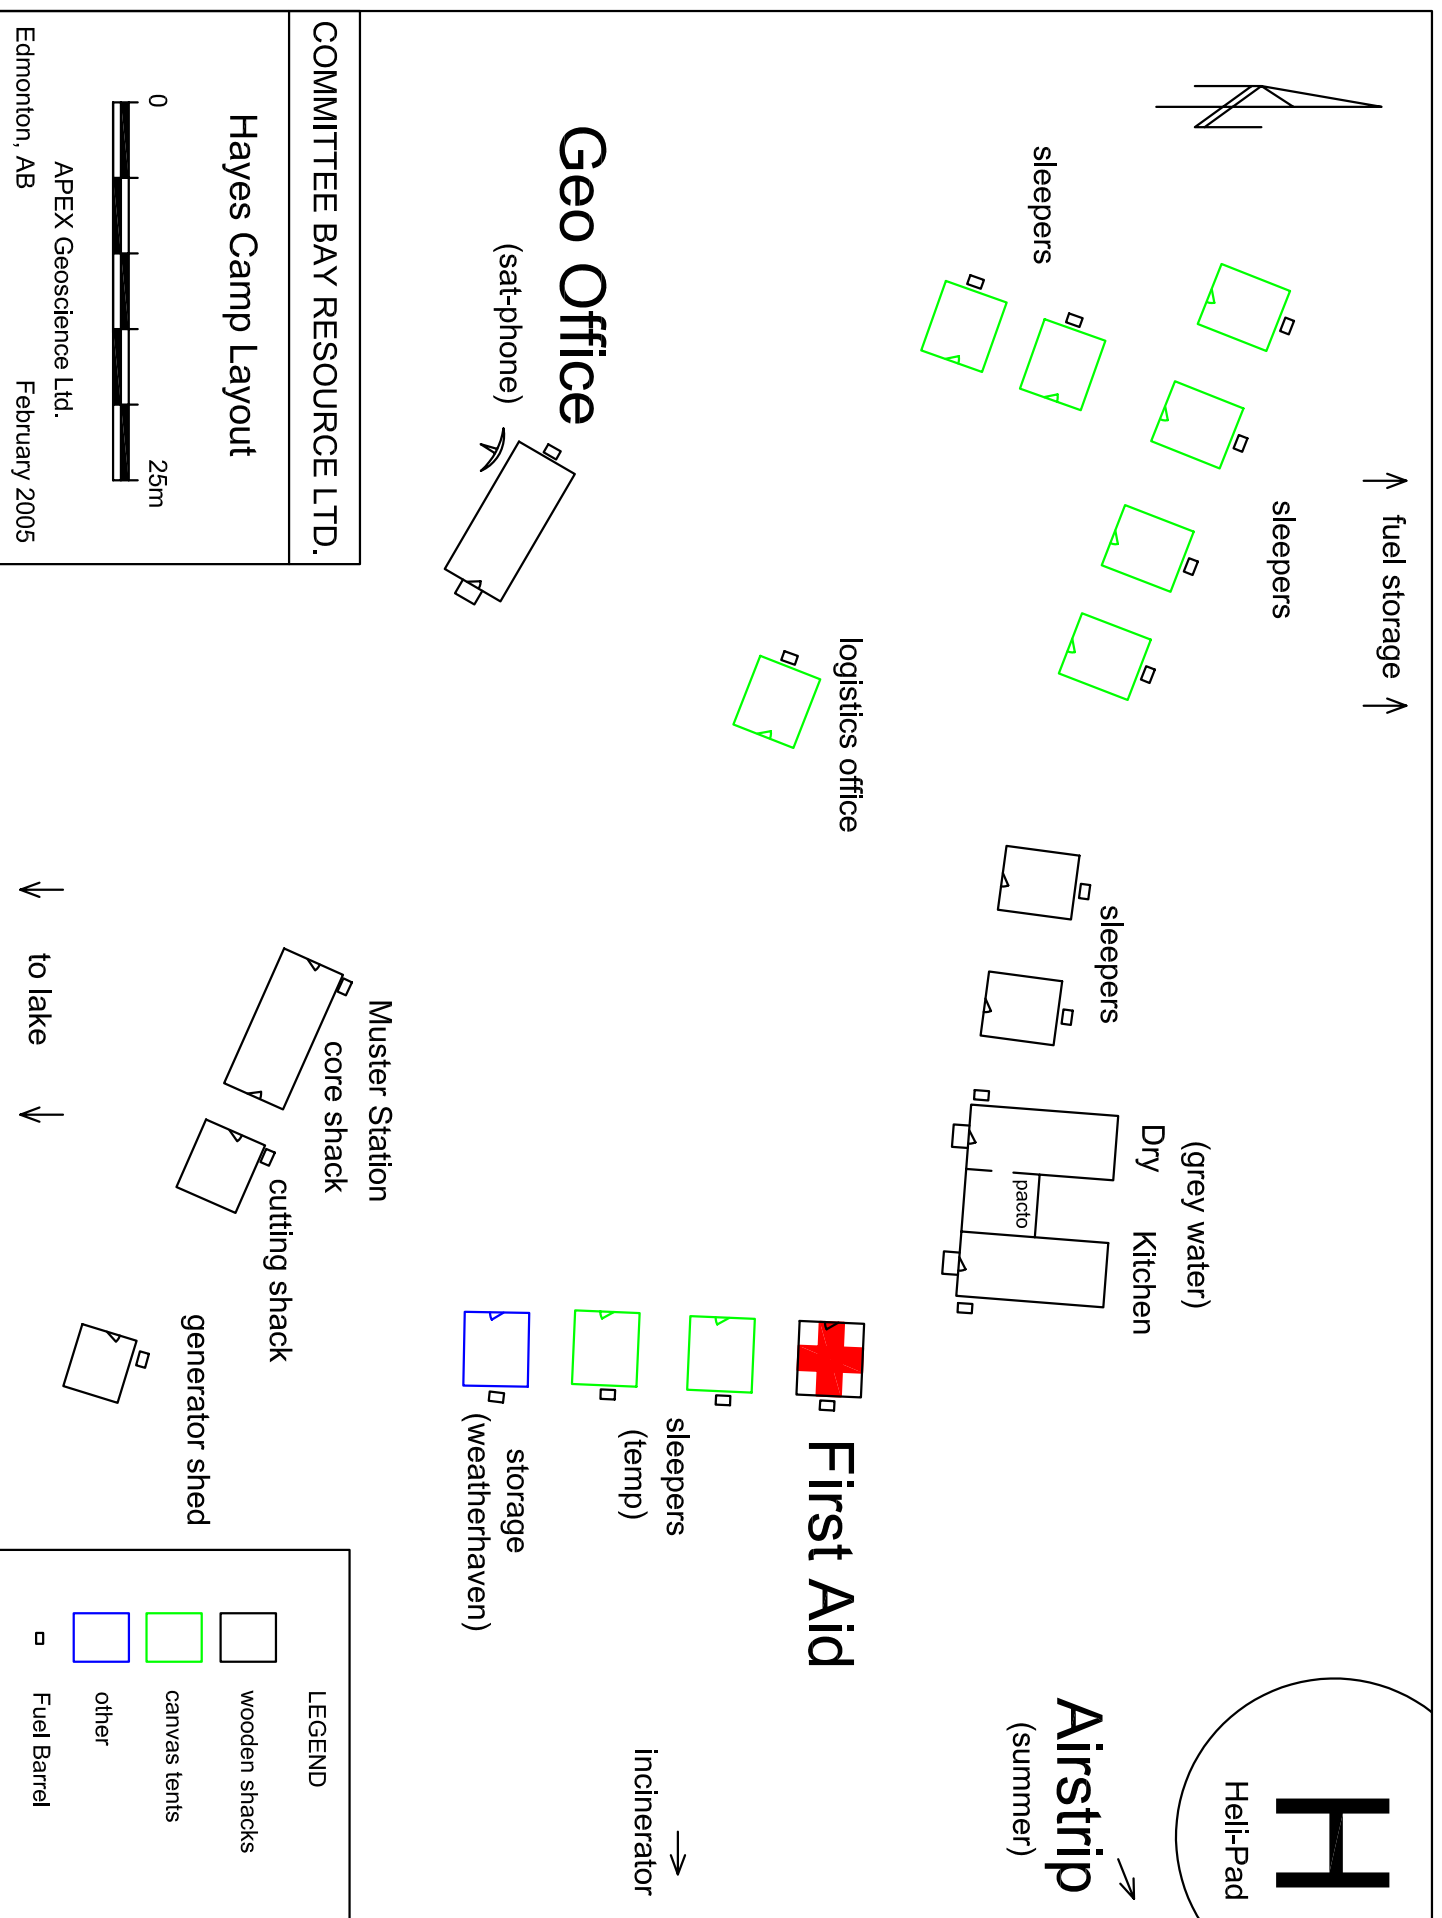 fuel storage
Heli-Pad
H
sleepers
(grey water)
Dry
Kitchen
pacto
sleepers
Airstrip
(summer)
sleepers
logistics office
First Aid
sleepers
(temp)
incinerator
Geo Office
(sat-phone)
storage
(weatherhaven)
Muster Station
core shack
cutting shack
generator shed
to lake
COMMITTEE BAY RESOURCE LTD.
Hayes Camp Layout
0
25m
APEX Geoscience Ltd.
Edmonton, AB
February 2005
LEGEND
wooden shacks
canvas tents
other
Fuel Barrel
N